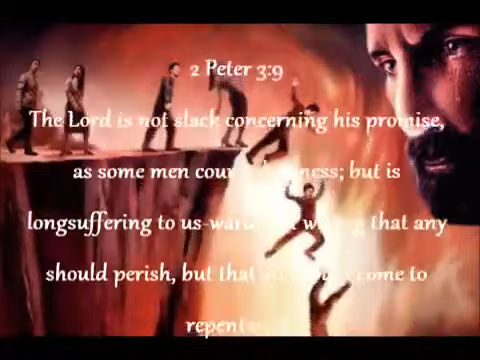 2 Peter 3:9
The Lord is not slack concerning his promise,
as some men ness; but is
longsuffering to us-ward that any
should perish, but that come to